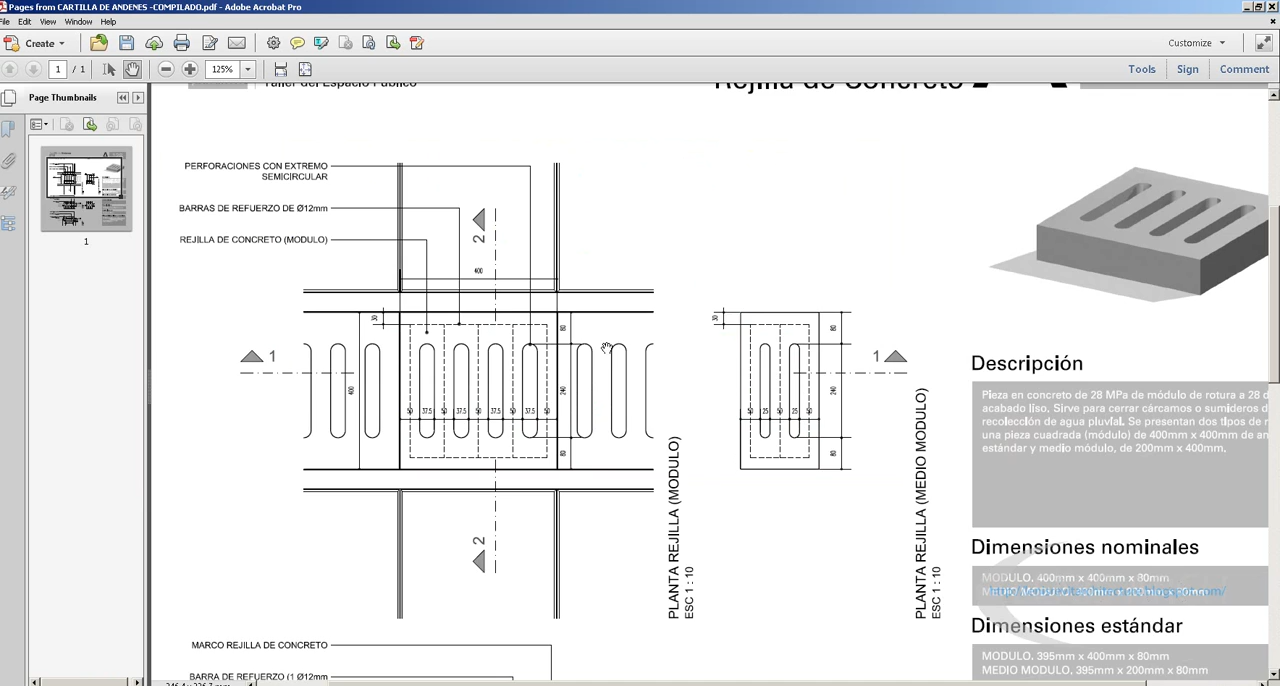 Pages from CARTILLA DE ANDENES -COMPILADO.pdf - Adobe Acrobat Pro
File Edit View Window Help
Create
Customize
1 / 1
125%
Tools Sign Comment
Page Thumbnails
1
Taller del Espacio Público
Rejilla de Concreto
PERFORACIONES CON EXTREMO
SEMICIRCULAR
BARRAS DE REFUERZO DE Ø12mm
REJILLA DE CONCRETO (MODULO)
2
400
30
80
30
80
1
400
240
1
240
50 37.5 50 37.5 50 37.5 50 37.5 50
50 25 50 25 50
80
80
2
PLANTA REJILLA (MODULO)
ESC 1 : 10
PLANTA REJILLA (MEDIO MODULO)
ESC 1 : 10
Descripción
Pieza en concreto de 28 MPa de módulo de rotura a 28 d
acabado liso. Sirve para cerrar cárcamos o sumideros d
recolección de agua pluvial. Se presentan dos tipos de r
una pieza cuadrada (módulo) de 400mm x 400mm de an
estándar y medio módulo, de 200mm x 400mm.
Dimensiones nominales
MODULO. 400mm x 400mm x 80mm
MEDIO MODULO. 400mm x 200mm x 80mm
Dimensiones estándar
MODULO. 395mm x 400mm x 80mm
MEDIO MODULO. 395mm x 200mm x 80mm
MARCO REJILLA DE CONCRETO
BARRA DE REFUERZO (1 Ø12mm